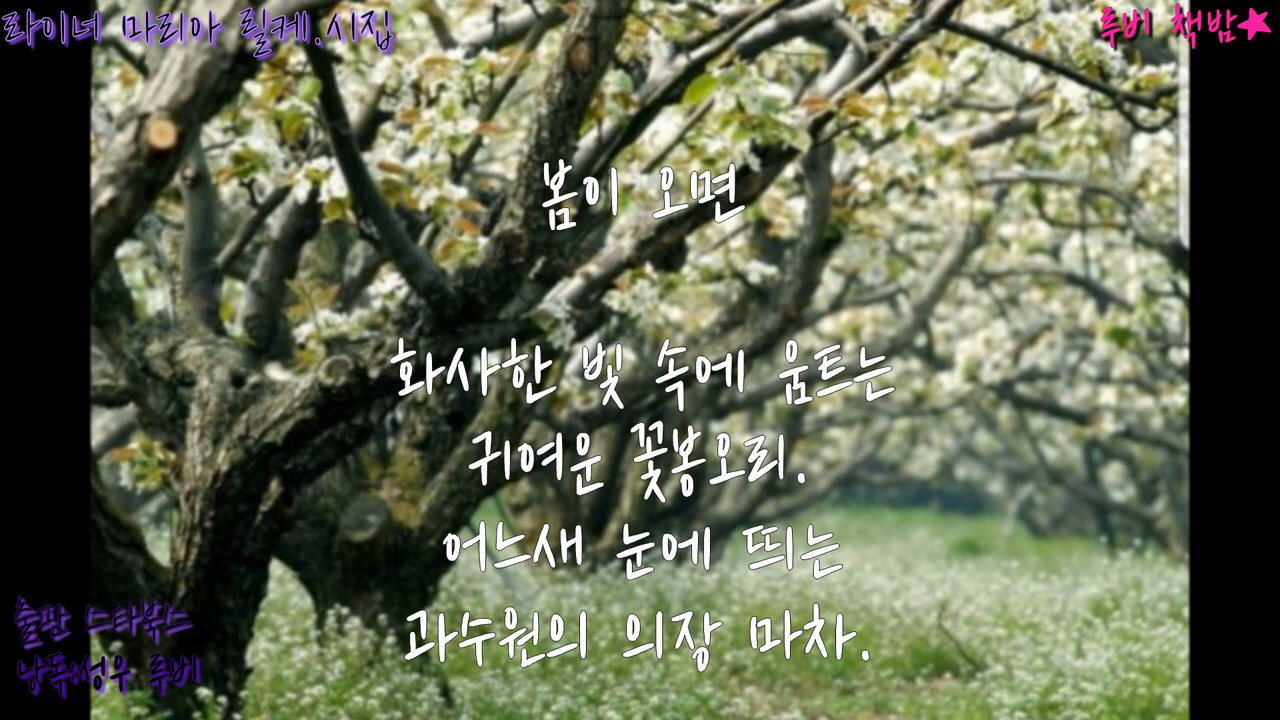 라이너 마리아 릴케.시집
루비 책밤★
봄이 오면
화사한 빛 속에 움트는
귀여운 꽃봉오리.
어느새 눈에 띄는
과수원의 의장 마차.
출판 스타북스
낭독:성우 루비